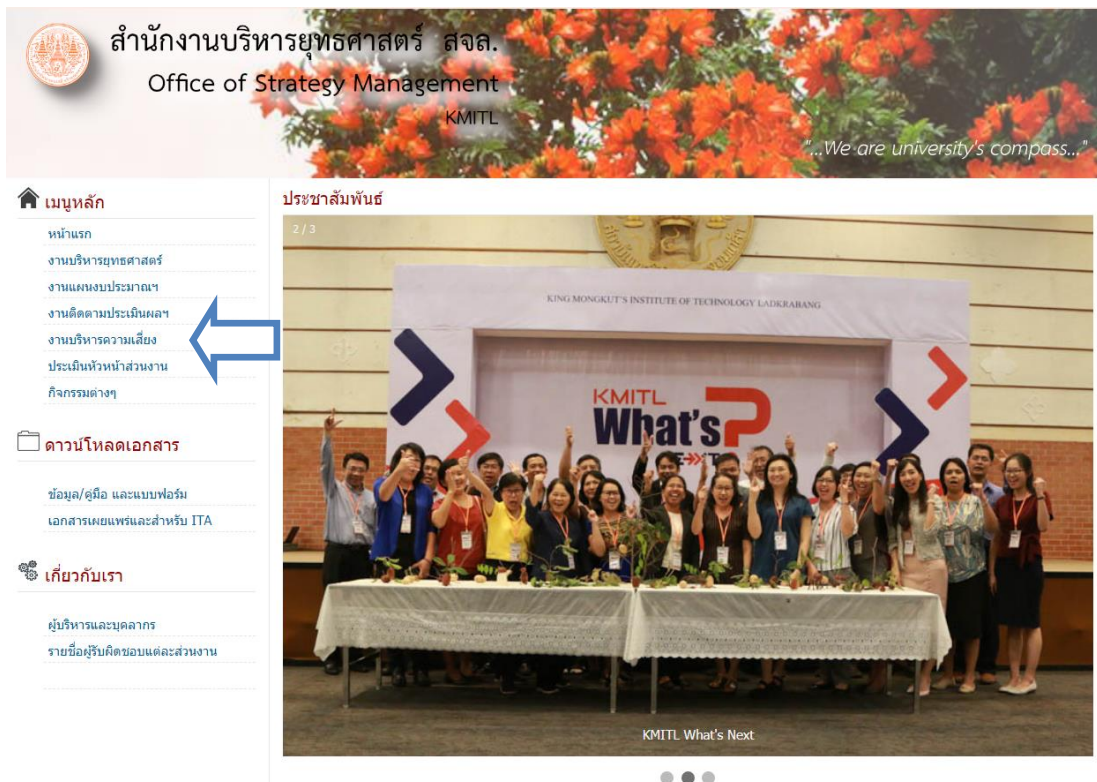 สำนักงานบริหารยุทธศาสตร์ สจล.
Office of Strategy Management
KMITL
"...We are university's compass..."
เมนูหลัก
หน้าแรก
งานบริหารยุทธศาสตร์
งานแผนงบประมาณฯ
งานติดตามประเมินผลฯ
งานบริหารความเสี่ยง
ประเมินหัวหน้าส่วนงาน
กิจกรรมต่างๆ
ดาวน์โหลดเอกสาร
ข้อมูล/คู่มือ และแบบฟอร์ม
เอกสารเผยแพร่และสำหรับ ITA
เกี่ยวกับเรา
ผู้บริหารและบุคลากร
รายชื่อผู้รับผิดชอบแต่ละส่วนงาน
ประชาสัมพันธ์
2 / 3
KING MONGKUT'S INSTITUTE OF TECHNOLOGY LADKRABANG
KMITL
What's
KMITL What's Next